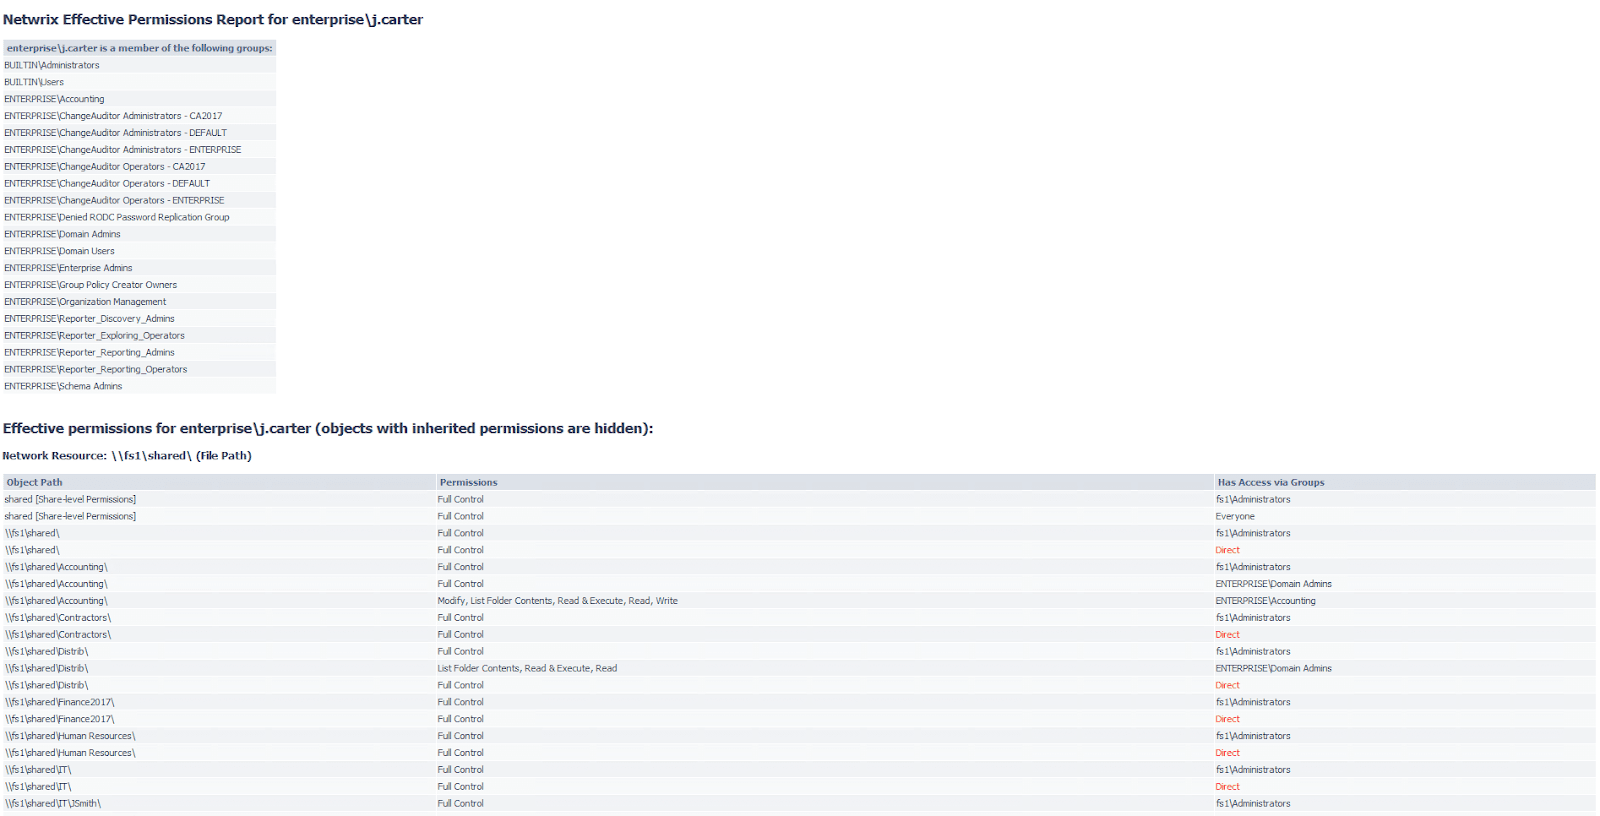 Netwrix Effective Permissions Report for enterprise\j.carter
enterprise\j.carter is a member of the following groups:
BUILTIN\Administrators
BUILTIN\Users
ENTERPRISE\Accounting
ENTERPRISE\ChangeAuditor Administrators - CA2017
ENTERPRISE\ChangeAuditor Administrators - DEFAULT
ENTERPRISE\ChangeAuditor Administrators - ENTERPRISE
ENTERPRISE\ChangeAuditor Operators - CA2017
ENTERPRISE\ChangeAuditor Operators - DEFAULT
ENTERPRISE\ChangeAuditor Operators - ENTERPRISE
ENTERPRISE\Denied RODC Password Replication Group
ENTERPRISE\Domain Admins
ENTERPRISE\Domain Users
ENTERPRISE\Enterprise Admins
ENTERPRISE\Group Policy Creator Owners
ENTERPRISE\Organization Management
ENTERPRISE\Reporter_Discovery_Admins
ENTERPRISE\Reporter_Exploring_Operators
ENTERPRISE\Reporter_Reporting_Admins
ENTERPRISE\Reporter_Reporting_Operators
ENTERPRISE\Schema Admins
Effective permissions for enterprise\j.carter (objects with inherited permissions are hidden):
Network Resource: \\fs1\shared\ (File Path)
Object Path Permissions Has Access via Groups
shared [Share-level Permissions] Full Control fs1\Administrators
shared [Share-level Permissions] Full Control Everyone
\\fs1\shared\ Full Control fs1\Administrators
\\fs1\shared\ Full Control Direct
\\fs1\shared\Accounting\ Full Control fs1\Administrators
\\fs1\shared\Accounting\ Full Control ENTERPRISE\Domain Admins
\\fs1\shared\Accounting\ Modify, List Folder Contents, Read & Execute, Read, Write ENTERPRISE\Accounting
\\fs1\shared\Contractors\ Full Control fs1\Administrators
\\fs1\shared\Contractors\ Full Control Direct
\\fs1\shared\Distrib\ Full Control fs1\Administrators
\\fs1\shared\Distrib\ List Folder Contents, Read & Execute, Read ENTERPRISE\Domain Admins
\\fs1\shared\Distrib\ Full Control Direct
\\fs1\shared\Finance2017\ Full Control fs1\Administrators
\\fs1\shared\Finance2017\ Full Control Direct
\\fs1\shared\Human Resources\ Full Control fs1\Administrators
\\fs1\shared\Human Resources\ Full Control Direct
\\fs1\shared\IT\ Full Control fs1\Administrators
\\fs1\shared\IT\ Full Control Direct
\\fs1\shared\IT\JSmith\ Full Control fs1\Administrators